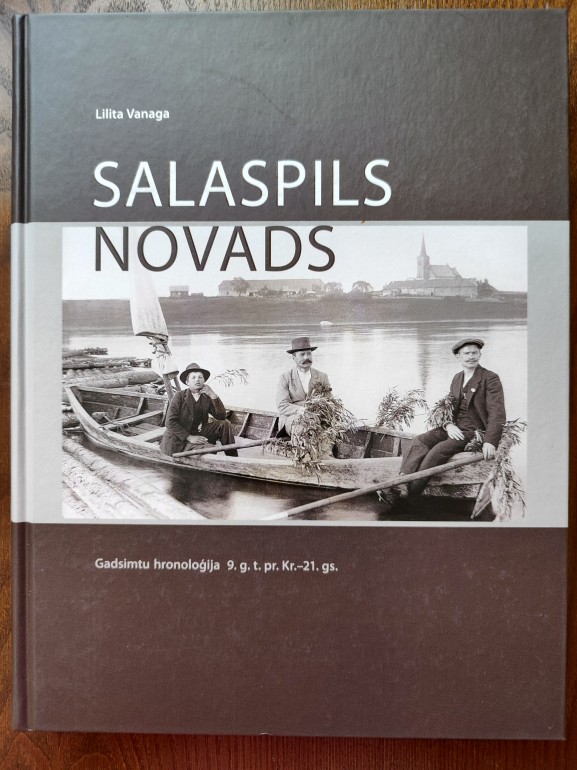 Lilita Vanaga
SALASPILS
NOVADS
Gadsimtu hronoloģija 9. g. t. pr. Kr.–21. gs.